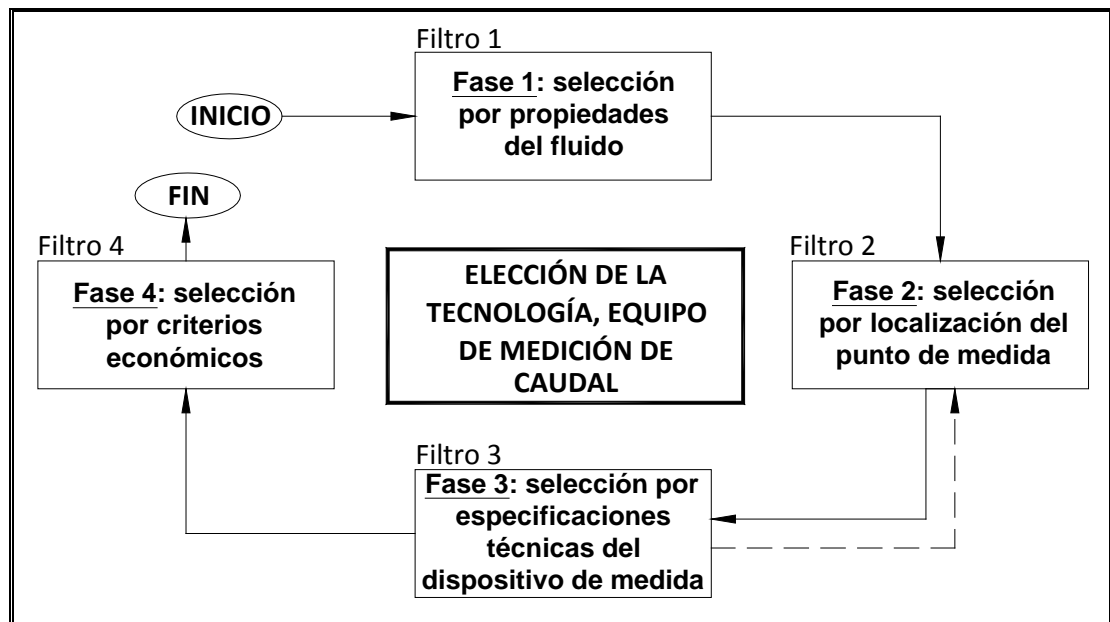 Filtro 1
Fase 1: selección
por propiedades
del fluido
INICIO
FIN
Filtro 4
Fase 4: selección
por criterios
económicos
ELECCIÓN DE LA
TECNOLOGÍA, EQUIPO
DE MEDICIÓN DE
CAUDAL
Filtro 2
Fase 2: selección
por localización del
punto de medida
Filtro 3
Fase 3: selección por
especificaciones
técnicas del
dispositivo de medida